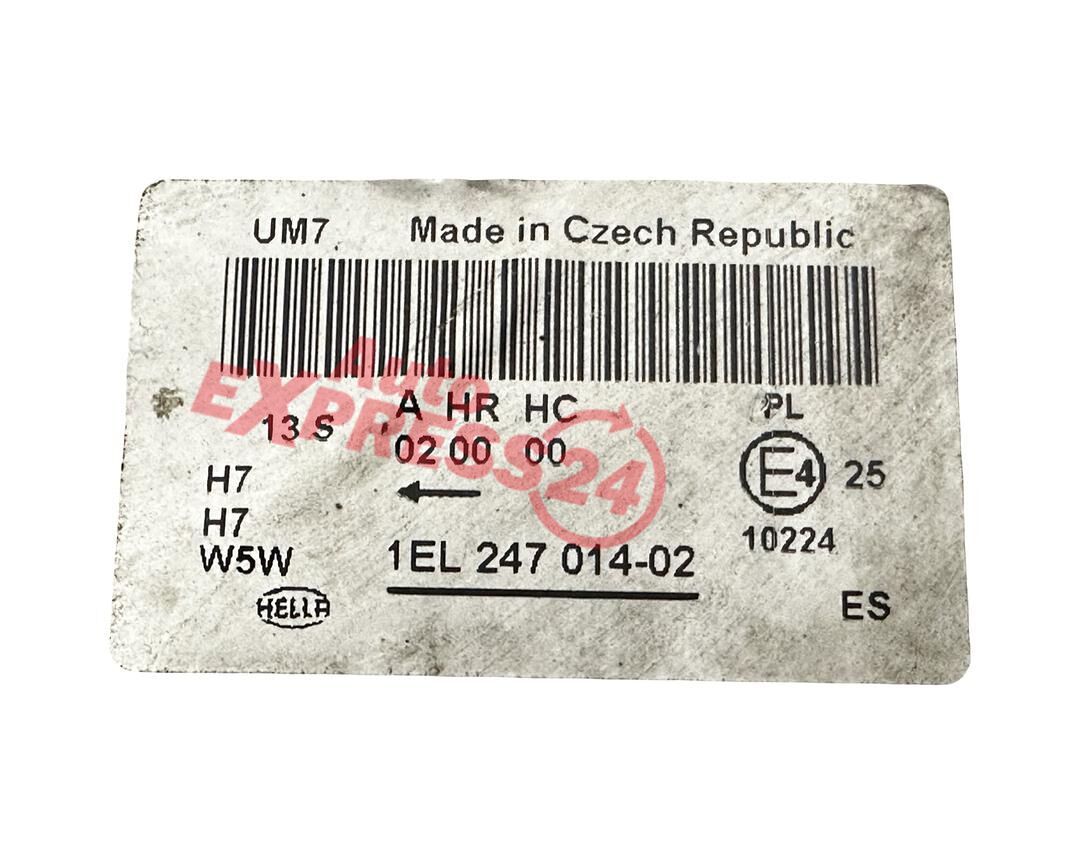 UM7 Made in Czech Republic
Auto
EXPRESS24
A HR HC PL
13 S 02 00 00
E4 25
H7
H7
10224
W5W 1EL 247 014-02
HELLA
ES